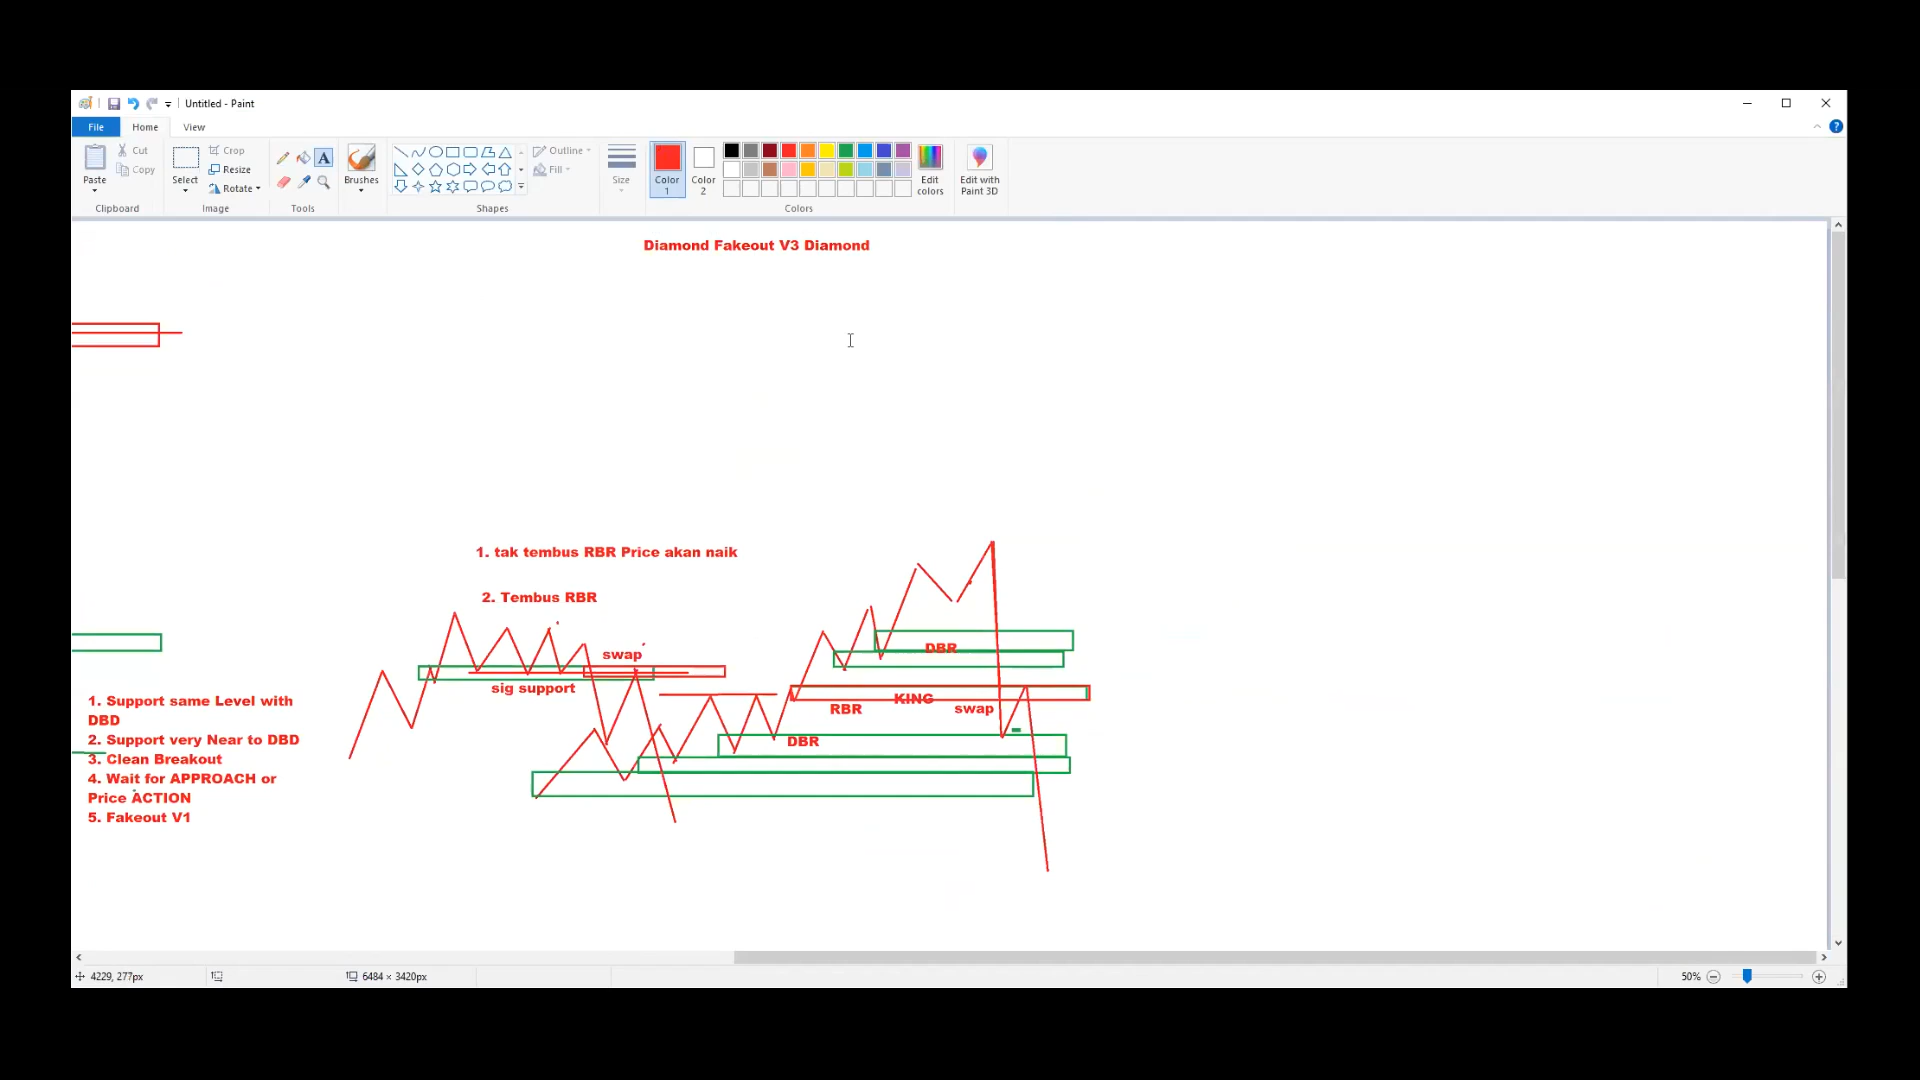 Untitled - Paint
File Home View
Paste
Cut
Copy
Clipboard
Select
Crop
Resize
Rotate
Image
Tools
Brushes
Shapes
Outline
Fill
Size
Color 1
Color 2
Colors
Edit colors
Edit with Paint 3D
Diamond Fakeout V3 Diamond
1. tak tembus RBR Price akan naik
2. Tembus RBR
swap
sig support
DBR
KING
RBR
swap
DBR
1. Support same Level with
DBD
2. Support very Near to DBD
3. Clean Breakout
4. Wait for APPROACH or
Price ACTION
5. Fakeout V1
4229, 277px
6484 × 3420px
50%